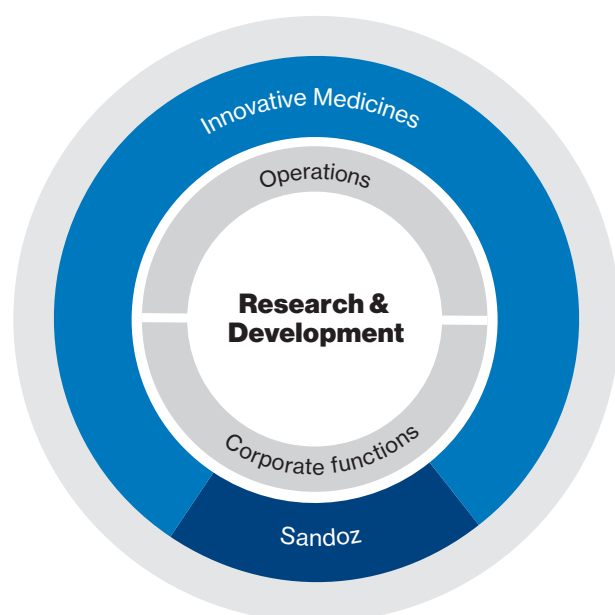 Innovative Medicines
Operations
Research &
Development
Corporate functions
Sandoz